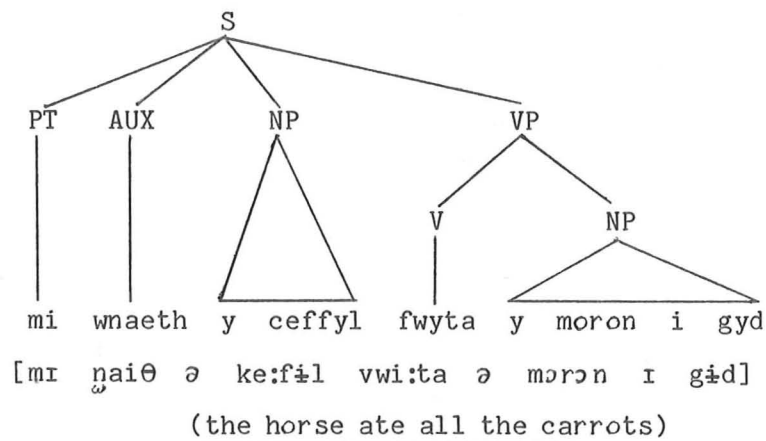 S
PT AUX NP VP
V NP
mi wnaeth y ceffyl fwyta y moron i gyd
[mɪ n̫aiθ ə ke:fɨl vwi:ta ə mɔrɔn ɪ gɨd]
(the horse ate all the carrots)